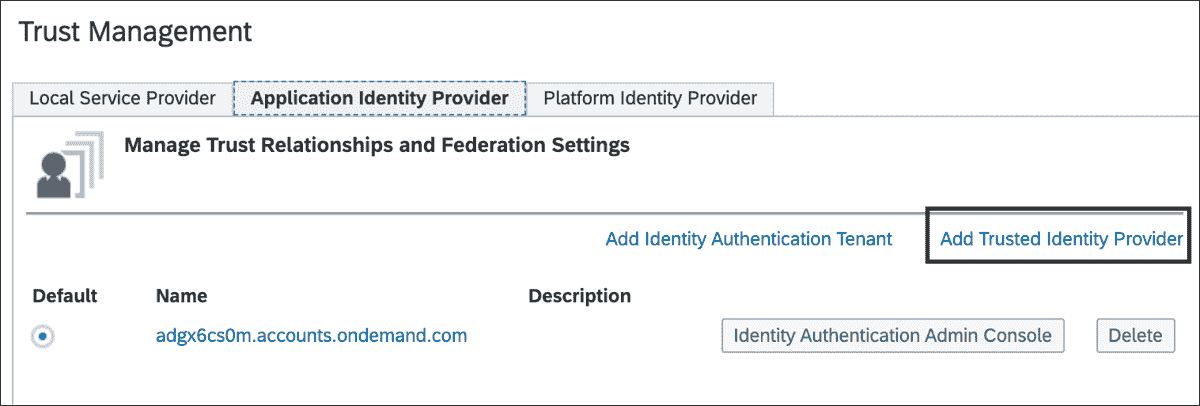 Trust Management
Local Service Provider Application Identity Provider Platform Identity Provider
Manage Trust Relationships and Federation Settings
Add Identity Authentication Tenant Add Trusted Identity Provider
Default Name Description
adgx6cs0m.accounts.ondemand.com Identity Authentication Admin Console Delete